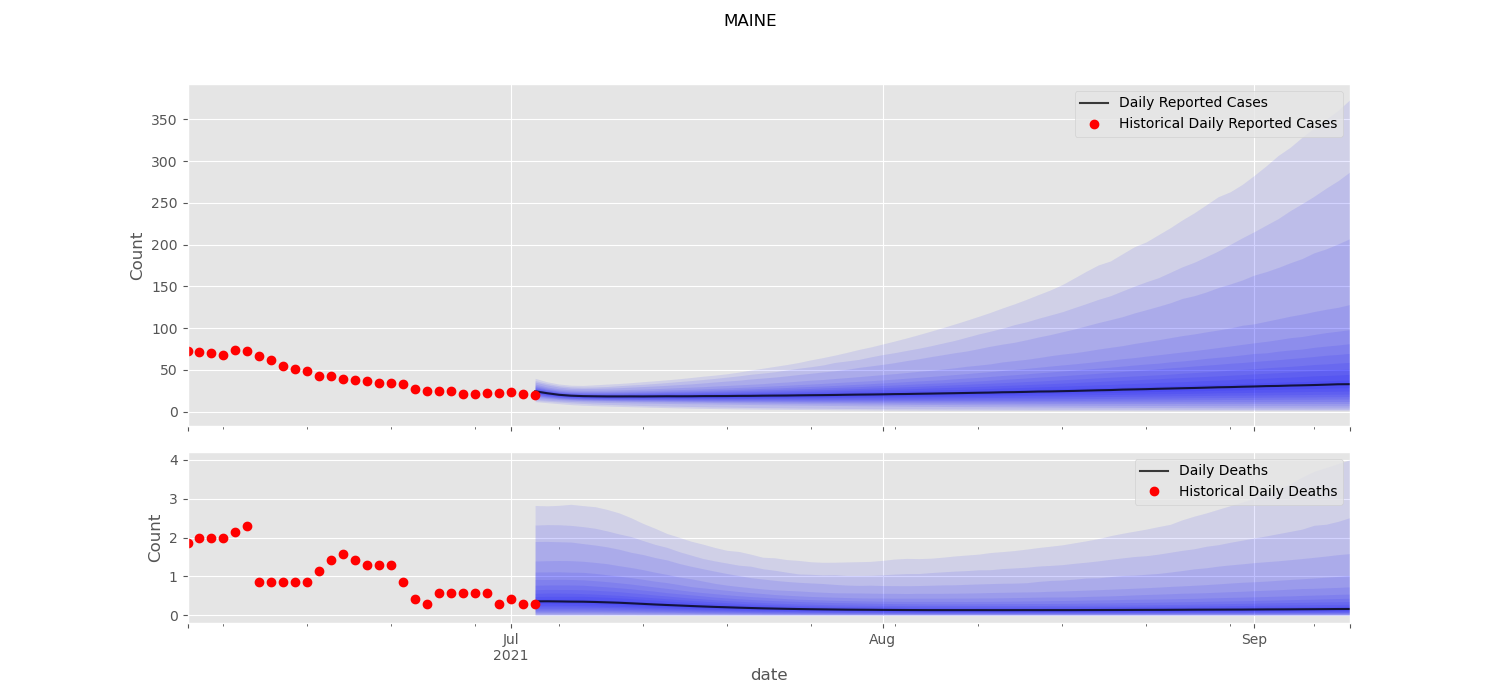 MAINE
Daily Reported Cases
Historical Daily Reported Cases
350
300
250
200
150
100
50
0
Count
Daily Deaths
Historical Daily Deaths
4
3
2
1
0
Count
Jul
2021
Aug
Sep
date